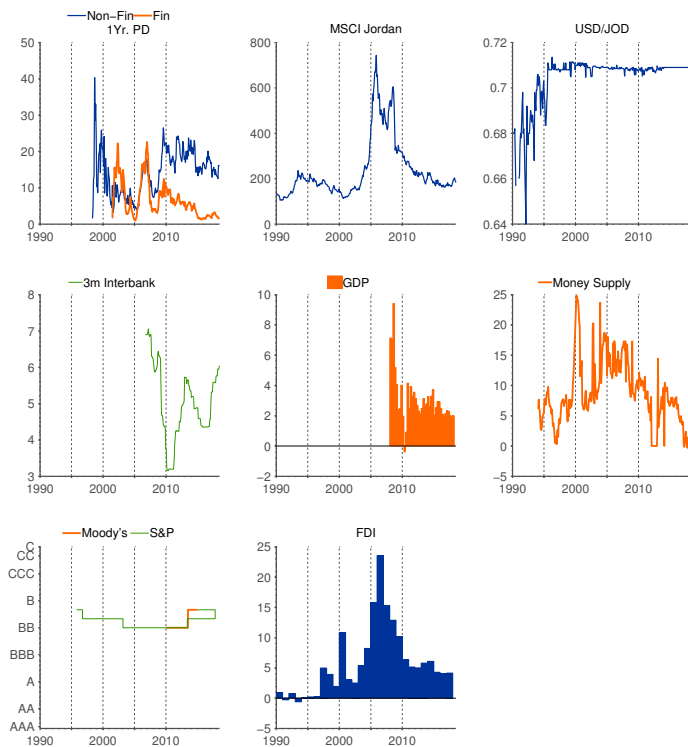 Non−Fin Fin
1Yr. PD
50
40
30
20
10
0
1990 2000 2010
MSCI Jordan
800
600
400
200
0
1990 2000 2010
USD/JOD
0.72
0.7
0.68
0.66
0.64
1990 2000 2010
3m Interbank
8
7
6
5
4
3
1990 2000 2010
GDP
10
8
6
4
2
0
−2
1990 2000 2010
Money Supply
25
20
15
10
5
0
−5
1990 2000 2010
Moody's S&P
C
CC
CCC
B
BB
BBB
A
AA
AAA
1990 2000 2010
FDI
25
20
15
10
5
0
−5
1990 2000 2010